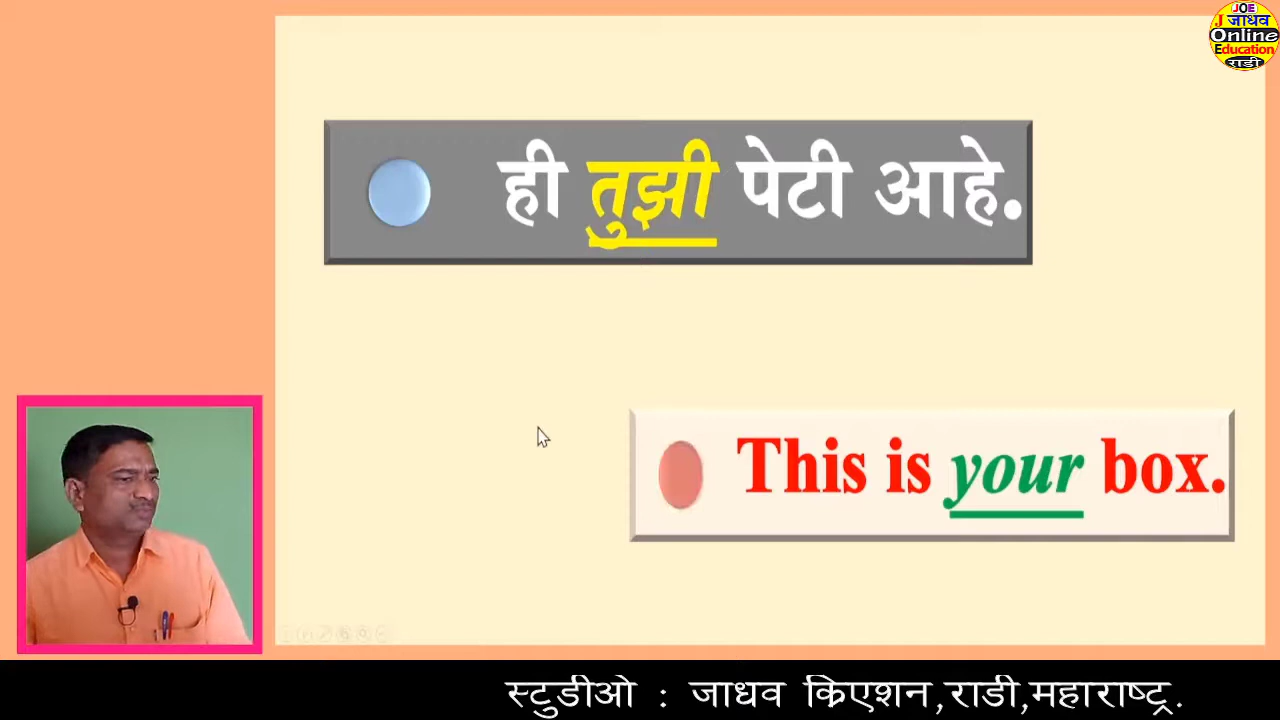 JOE
J जाधव
Online
Education
राडी
ही तुझी पेटी आहे.
This is your box.
स्टुडीओ : जाधव क्रिएशन,राडी,महाराष्ट्र.